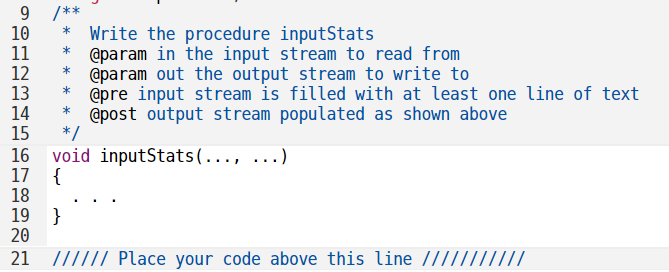 9 /**
10 * Write the procedure inputStats
11 * @param in the input stream to read from
12 * @param out the output stream to write to
13 * @pre input stream is filled with at least one line of text
14 * @post output stream populated as shown above
15 */
16 void inputStats(..., ...)
17 {
18 . . .
19 }
20
21 ////// Place your code above this line ///////////